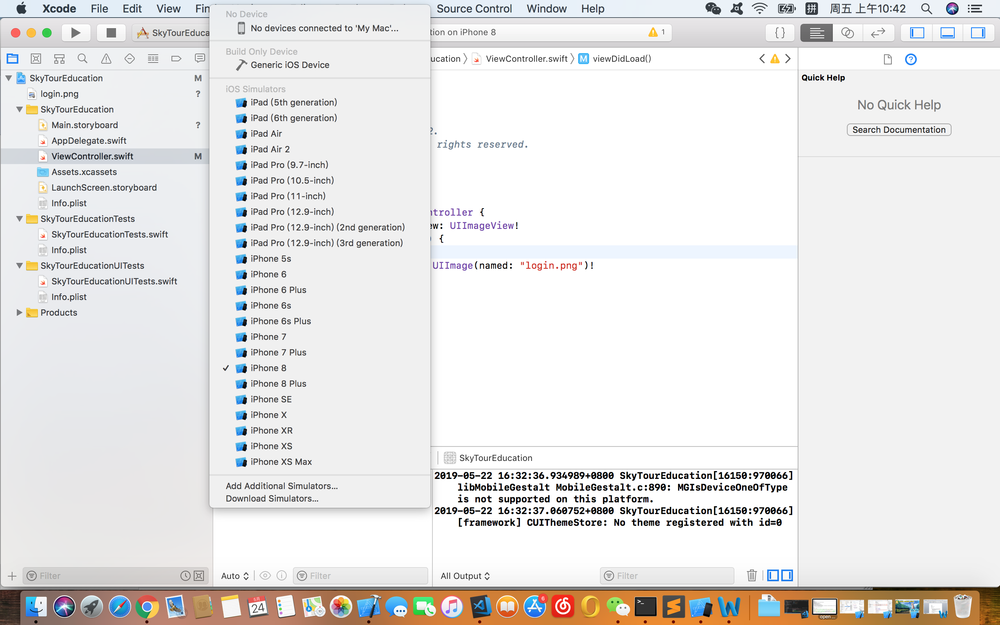 Xcode File Edit View Fin Source Control Window Help 拼 周五 上午10:42
No Device
No devices connected to 'My Mac'...
SkyTourEduca
tion on iPhone 8 1
Build Only Device
Generic iOS Device
ucation ViewController.swift M viewDidLoad()
SkyTourEducation M
login.png ?
SkyTourEducation
Main.storyboard ?
AppDelegate.swift
ViewController.swift M
Assets.xcassets
LaunchScreen.storyboard
Info.plist
SkyTourEducationTests
SkyTourEducationTests.swift
Info.plist
SkyTourEducationUITests
SkyTourEducationUITests.swift
Info.plist
Products
iOS Simulators
iPad (5th generation)
iPad (6th generation)
iPad Air
iPad Air 2
iPad Pro (9.7-inch)
iPad Pro (10.5-inch)
iPad Pro (11-inch)
iPad Pro (12.9-inch)
iPad Pro (12.9-inch) (2nd generation)
iPad Pro (12.9-inch) (3rd generation)
iPhone 5s
iPhone 6
iPhone 6 Plus
iPhone 6s
iPhone 6s Plus
iPhone 7
iPhone 7 Plus
✓ iPhone 8
iPhone 8 Plus
iPhone SE
iPhone X
iPhone XR
iPhone XS
iPhone XS Max
Add Additional Simulators...
Download Simulators...
2.
rights reserved.
ntroller {
ew: UIImageView!
) {
UIImage(named: "login.png")!
Quick Help
No Quick Help
Search Documentation
SkyTourEducation
2019-05-22 16:32:36.934989+0800 SkyTourEducation[16150:970066]
libMobileGestalt MobileGestalt.c:890: MGIsDeviceOneOfType
is not supported on this platform.
2019-05-22 16:32:37.060752+0800 SkyTourEducation[16150:970066]
[framework] CUIThemeStore: No theme registered with id=0
Filter
Auto Filter
All Output Filter
5月
24
3D
6
open ...